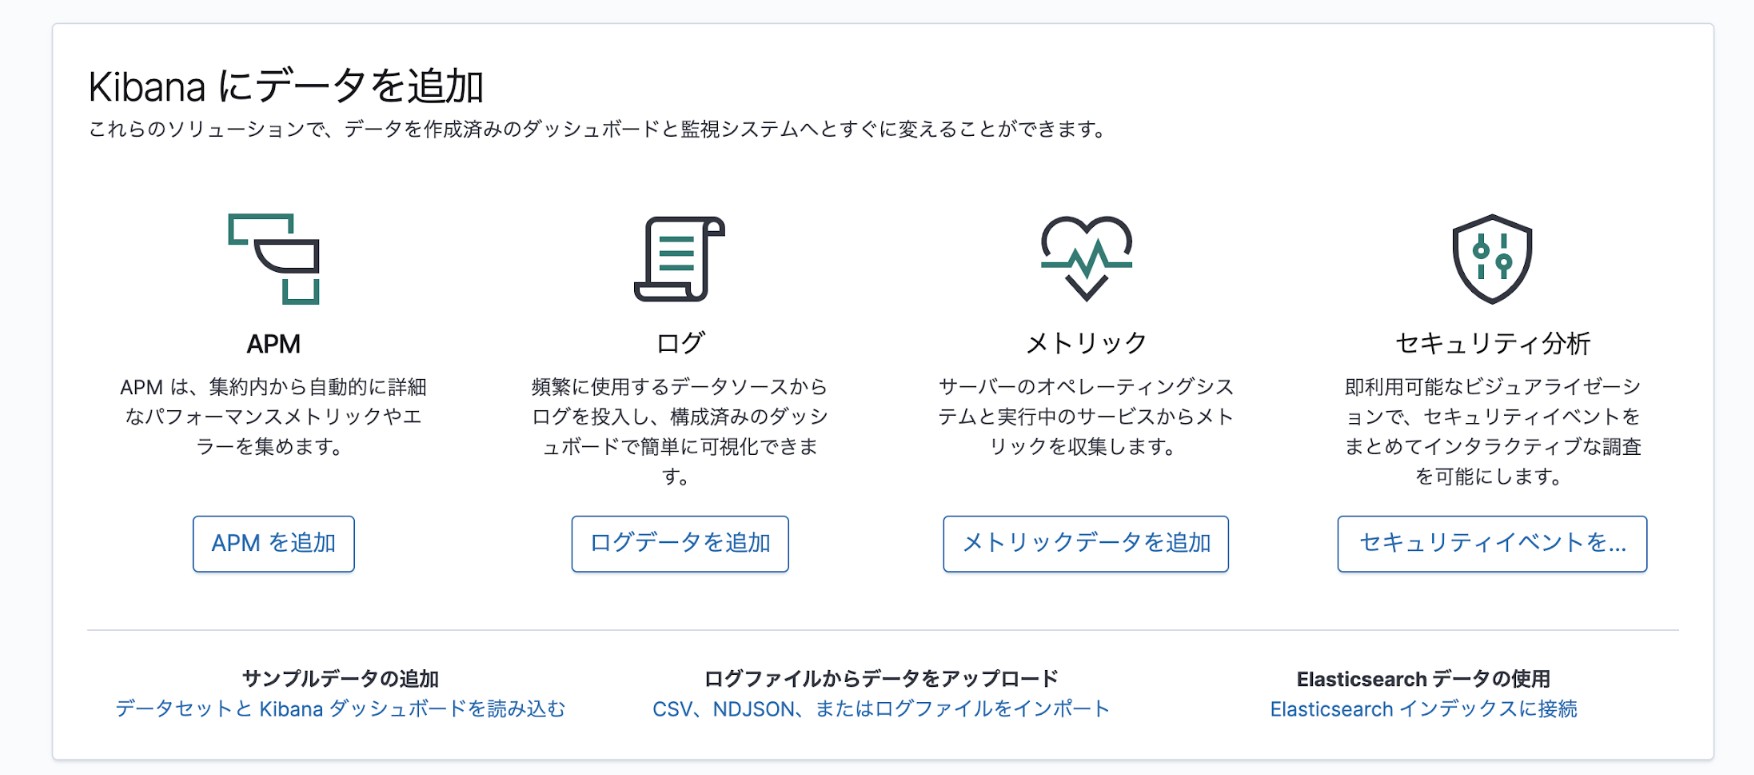 Kibana にデータを追加
これらのソリューションで、データを作成済みのダッシュボードと監視システムへとすぐに変えることができます。
APM
APM は、集約内から自動的に詳細
なパフォーマンスメトリックやエ
ラーを集めます。
APM を追加
ログ
頻繁に使用するデータソースから
ログを投入し、構成済みのダッシ
ュボードで簡単に可視化できま
す。
ログデータを追加
メトリック
サーバーのオペレーティングシス
テムと実行中のサービスからメト
リックを収集します。
メトリックデータを追加
セキュリティ分析
即利用可能なビジュアライゼーシ
ョンで、セキュリティイベントを
まとめてインタラクティブな調査
を可能にします。
セキュリティイベントを...
サンプルデータの追加
データセットと Kibana ダッシュボードを読み込む
ログファイルからデータをアップロード
CSV、NDJSON、またはログファイルをインポート
Elasticsearch データの使用
Elasticsearch インデックスに接続